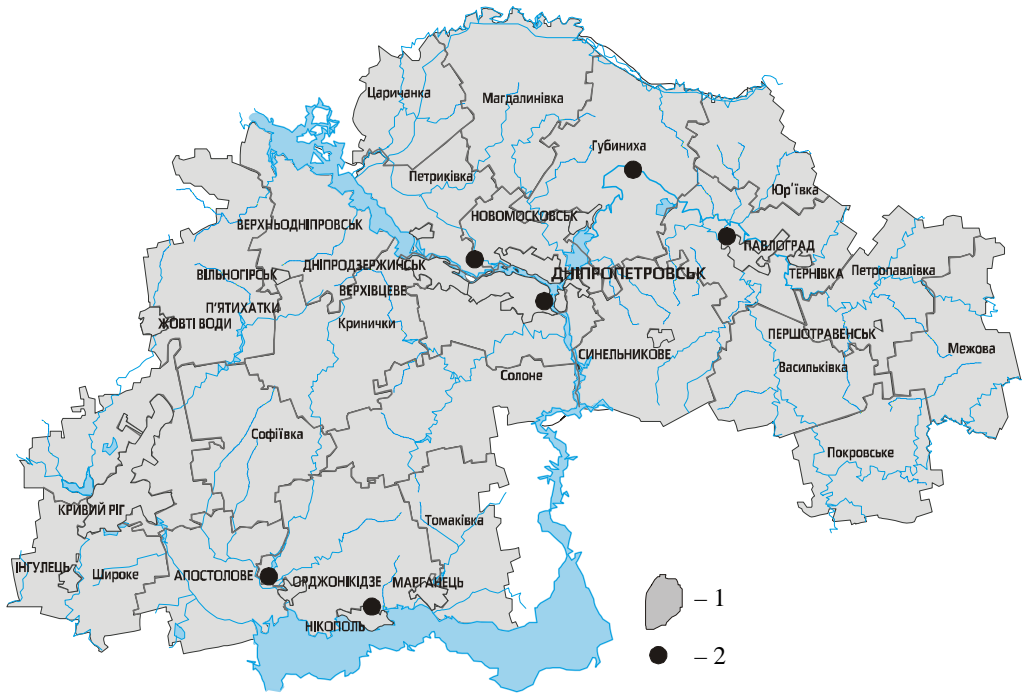 Царичанка
Магдалинівка
Губиниха
Петриківка
Юр'ївка
НОВОМОСКОВСЬК
ВЕРХНЬОДНІПРОВСЬК
ПАВЛОГРАД
ДНІПРОДЗЕРЖИНСЬК
ДНІПРОПЕТРОВСЬК
ТЕРНІВКА
Петропавлівка
ВІЛЬНОГІРСЬК
ВЕРХІВЦЕВЕ
П'ЯТИХАТКИ
ЖОВТІ ВОДИ
Кринички
ПЕРШОТРАВЕНСЬК
Межова
СИНЕЛЬНИКОВЕ
Васильківка
Солоне
Софіївка
Покровське
КРИВИЙ РІГ
Томаківка
ІНГУЛЕЦЬ
Широке
АПОСТОЛОВЕ
ОРДЖОНІКІДЗЕ
МАРГАНЕЦЬ
НІКОПОЛЬ
– 1
– 2